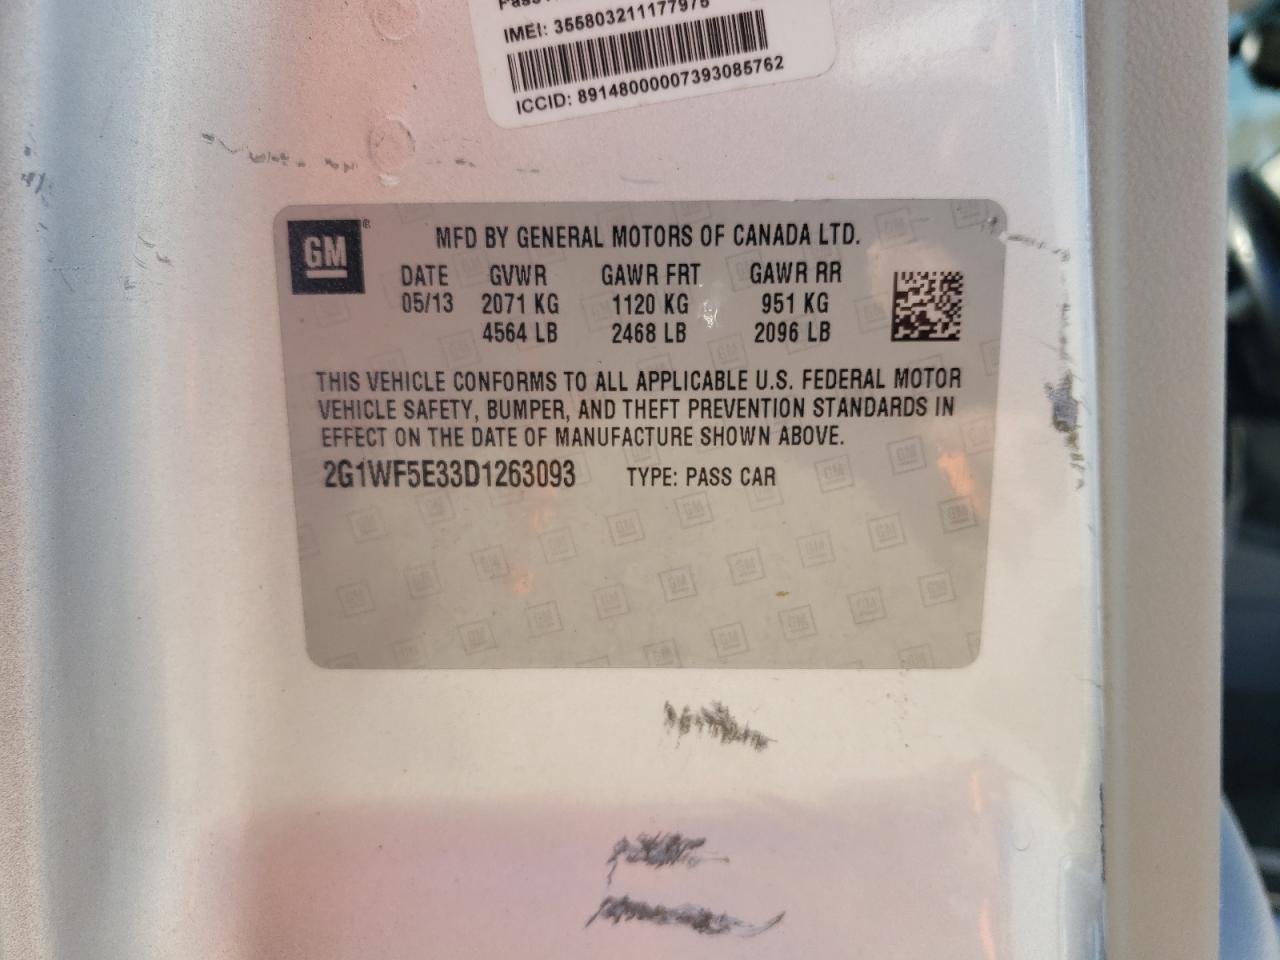 IMEI: 355803211177975
ICCID: 89148000007393085762
GM®
MFD BY GENERAL MOTORS OF CANADA LTD.
DATE GVWR GAWR FRT GAWR RR
05/13 2071 KG 1120 KG 951 KG
4564 LB 2468 LB 2096 LB
THIS VEHICLE CONFORMS TO ALL APPLICABLE U.S. FEDERAL MOTOR
VEHICLE SAFETY, BUMPER, AND THEFT PREVENTION STANDARDS IN
EFFECT ON THE DATE OF MANUFACTURE SHOWN ABOVE.
2G1WF5E33D1263093 TYPE: PASS CAR